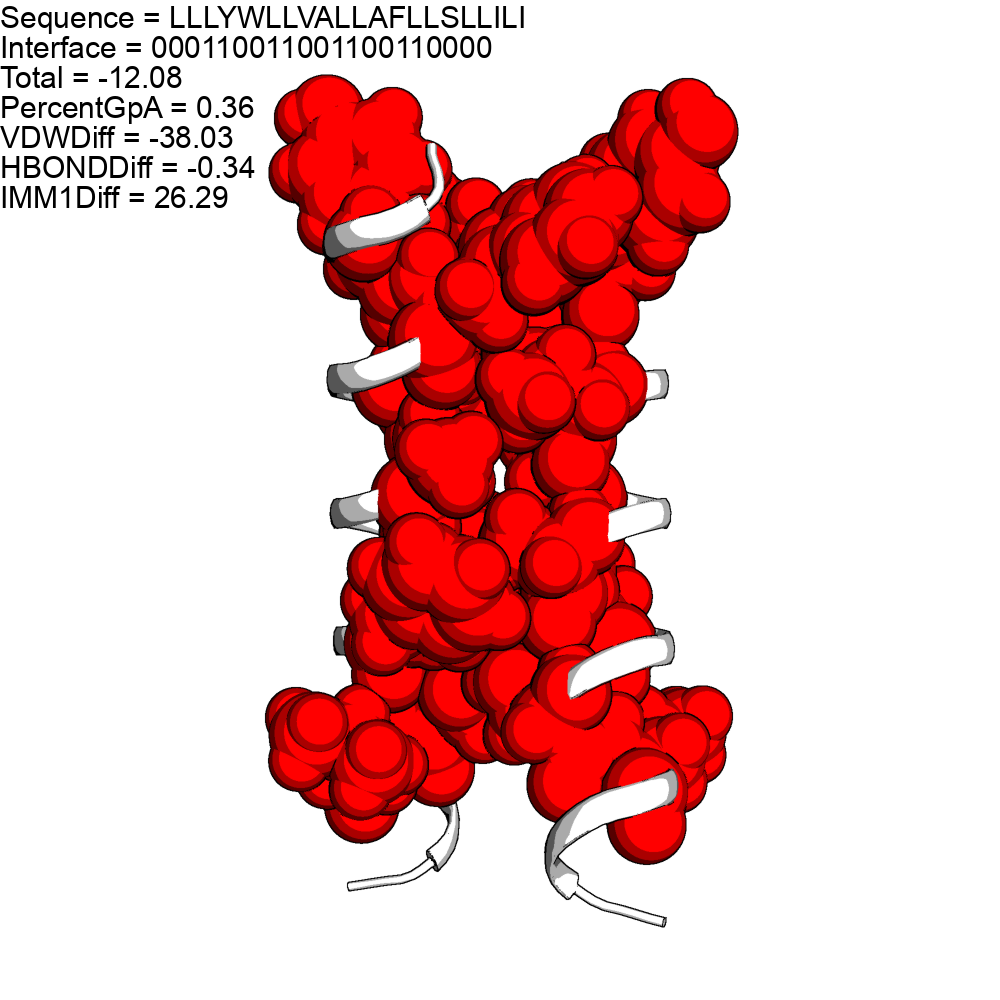 Sequence = LLLYWLLVALLAFLLSLLILI
Interface = 000110011001100110000
Total = -12.08
PercentGpA = 0.36
VDWDiff = -38.03
HBONDDiff = -0.34
IMM1Diff = 26.29